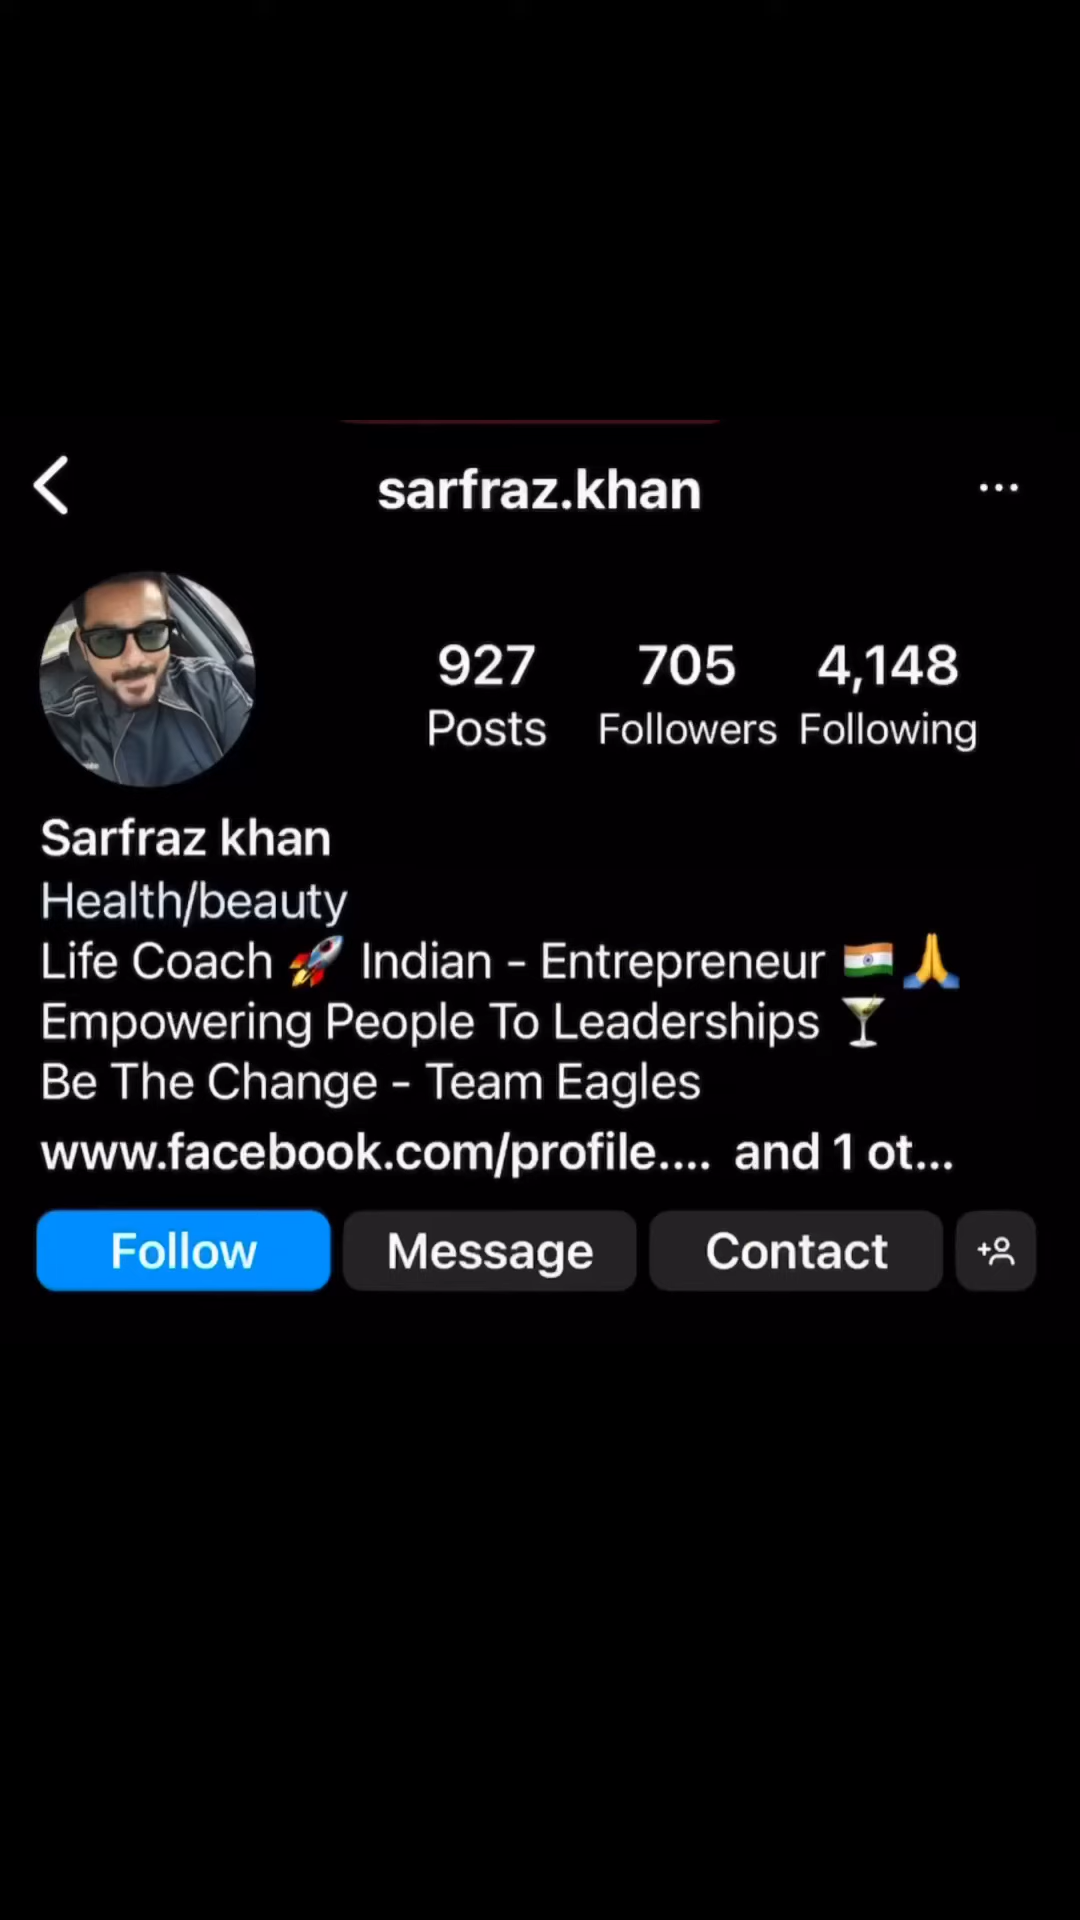 sarfraz.khan
927 705 4,148
Posts Followers Following
Sarfraz khan
Health/beauty
Life Coach 🚀 Indian - Entrepreneur 🇮🇳🙏
Empowering People To Leaderships 🍸
Be The Change - Team Eagles
www.facebook.com/profile.... and 1 ot...
Follow Message Contact